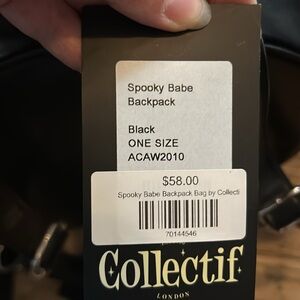 Spooky Babe
Backpack
Black
ONE SIZE
ACAW2010
$58.00
Spooky Babe Backpack Bag by Collecti
70144546
Collectif
LONDON